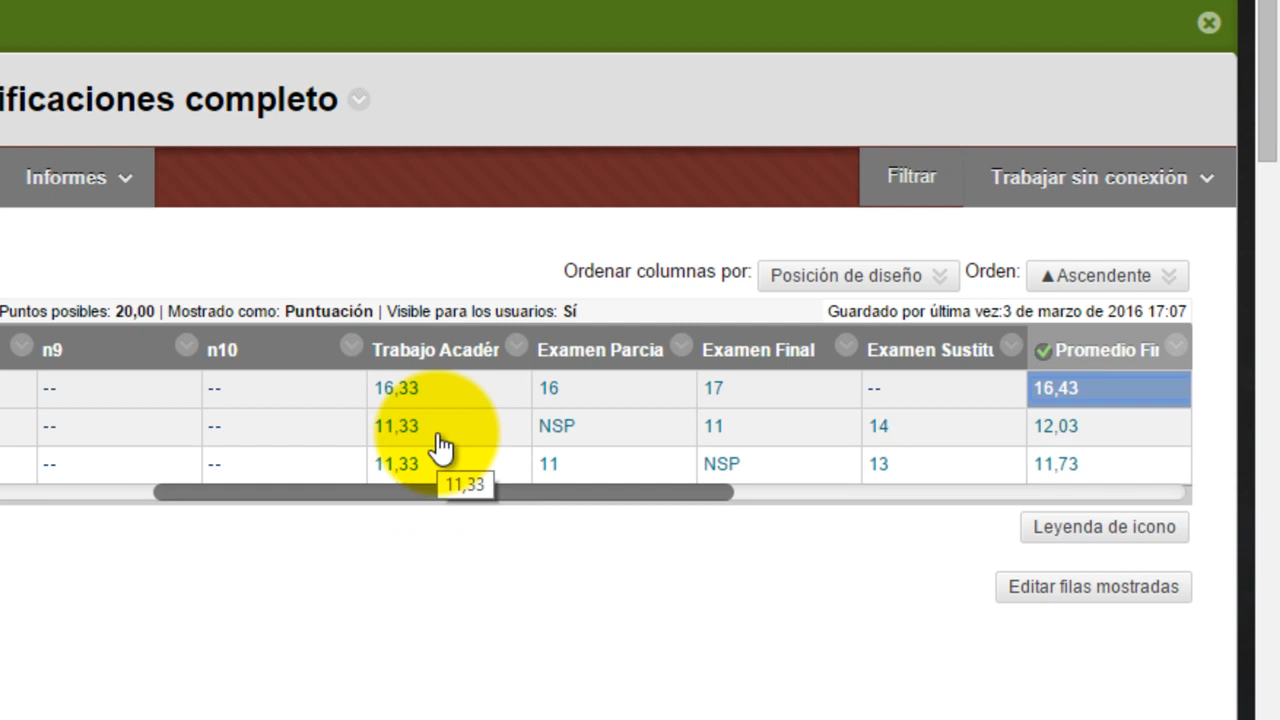 ificaciones completo
Informes
Filtrar
Trabajar sin conexión
Ordenar columnas por: Posición de diseño Orden: ▲Ascendente
Puntos posibles: 20,00 | Mostrado como: Puntuación | Visible para los usuarios: Sí
Guardado por última vez:3 de marzo de 2016 17:07
n9 n10 Trabajo Acadér Examen Parcia Examen Final Examen Sustitu Promedio Fin
-- -- 16,33 16 17 -- 16,43
-- -- 11,33 NSP 11 14 12,03
-- -- 11,33 11 NSP 13 11,73
11,33
Leyenda de icono
Editar filas mostradas